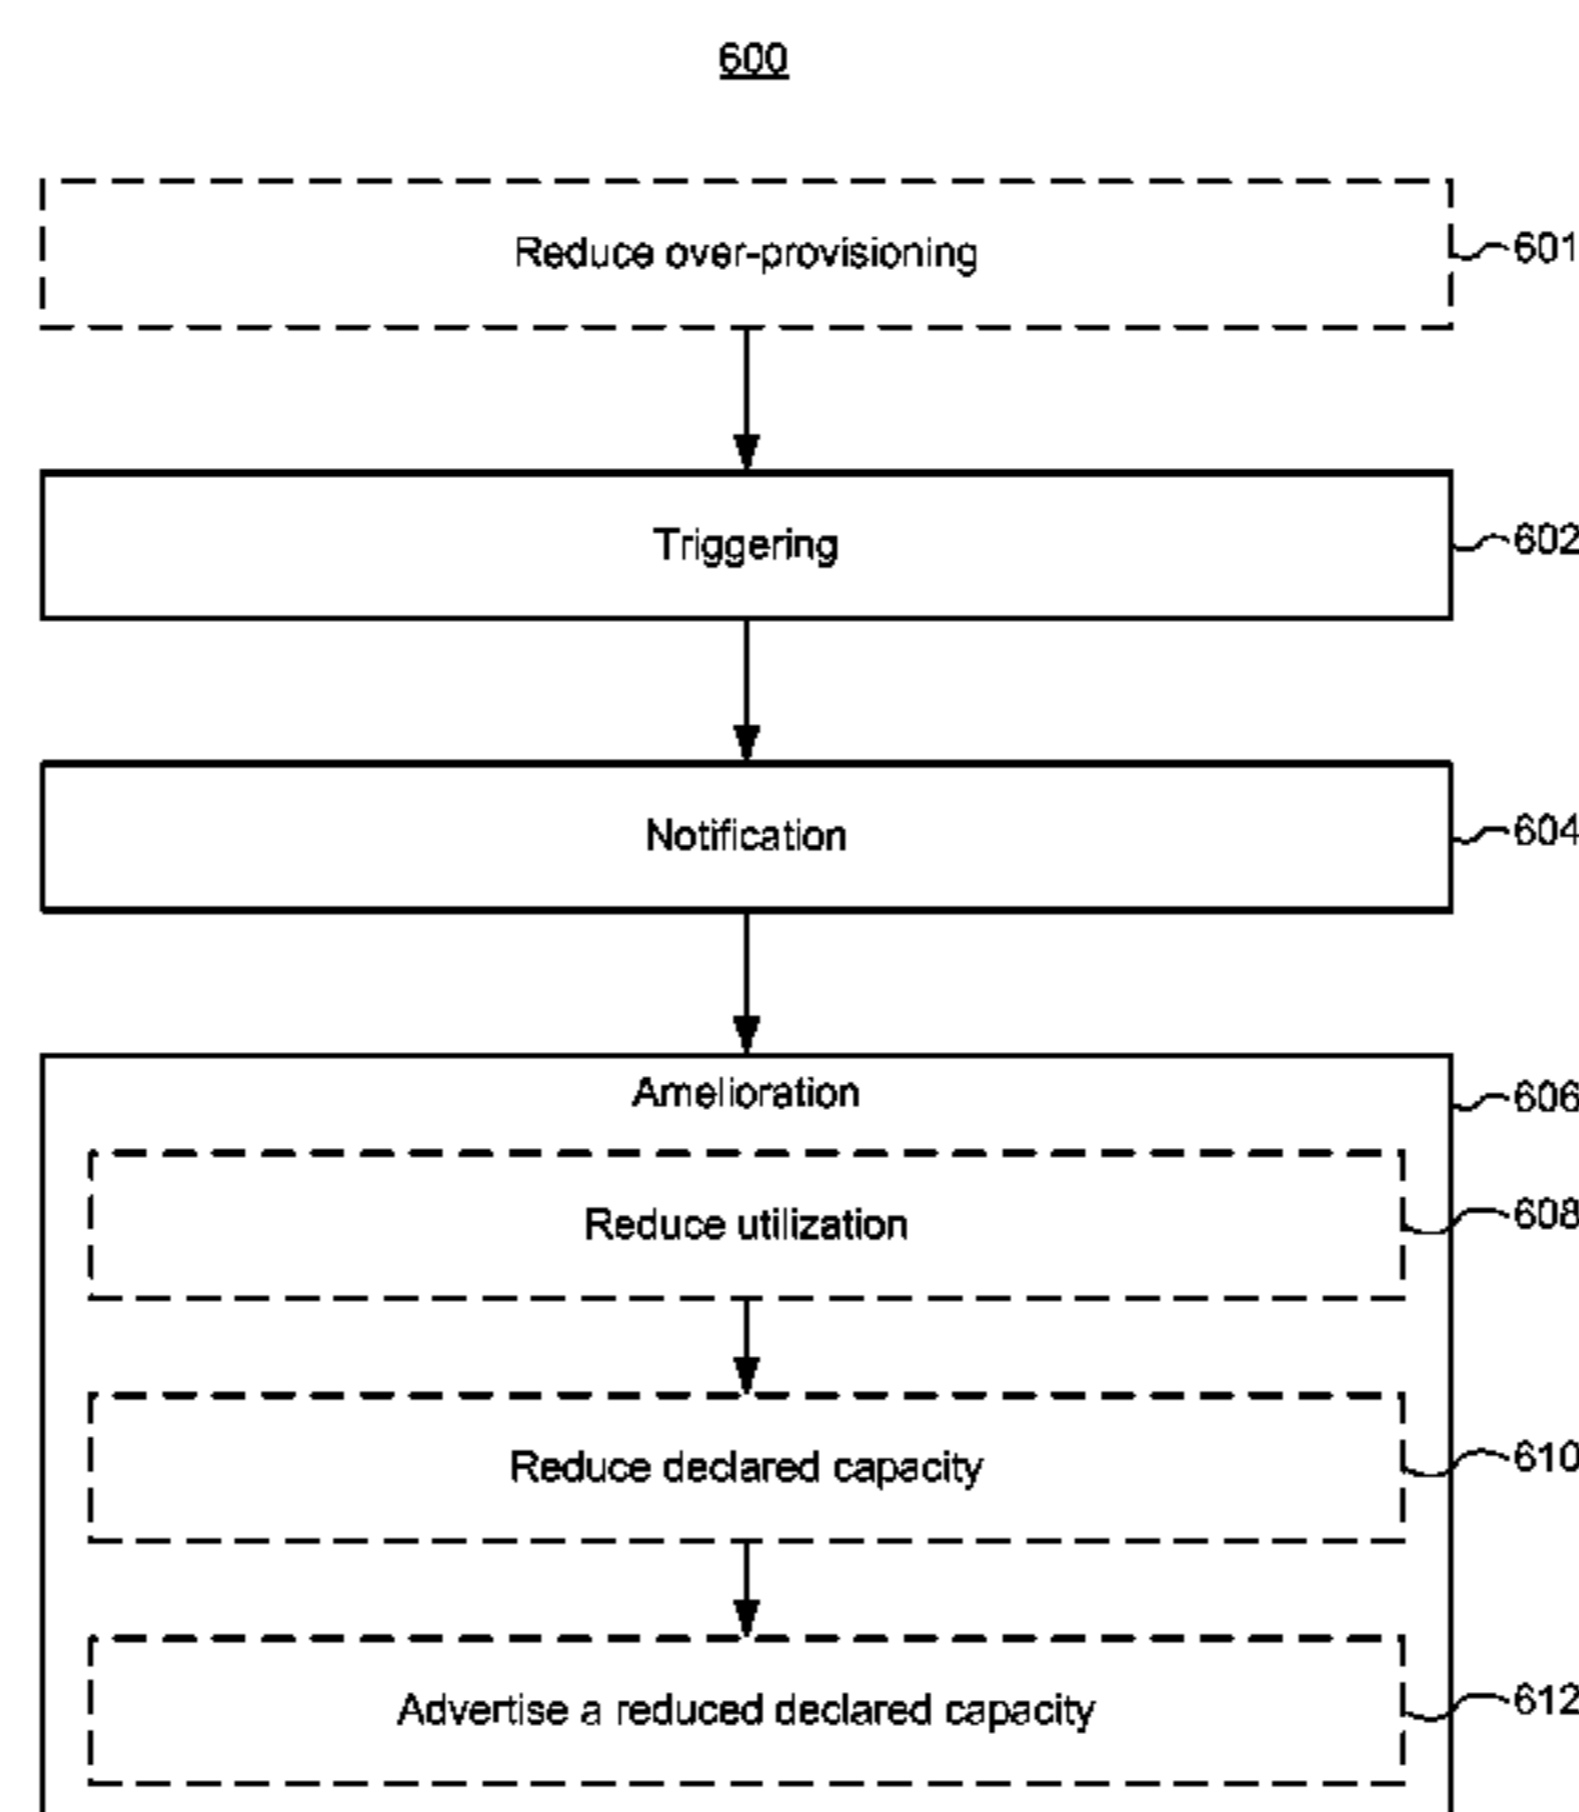 600
Reduce over-provisioning
601
Triggering
602
Notification
604
Amelioration
606
Reduce utilization
608
Reduce declared capacity
610
Advertise a reduced declared capacity
612